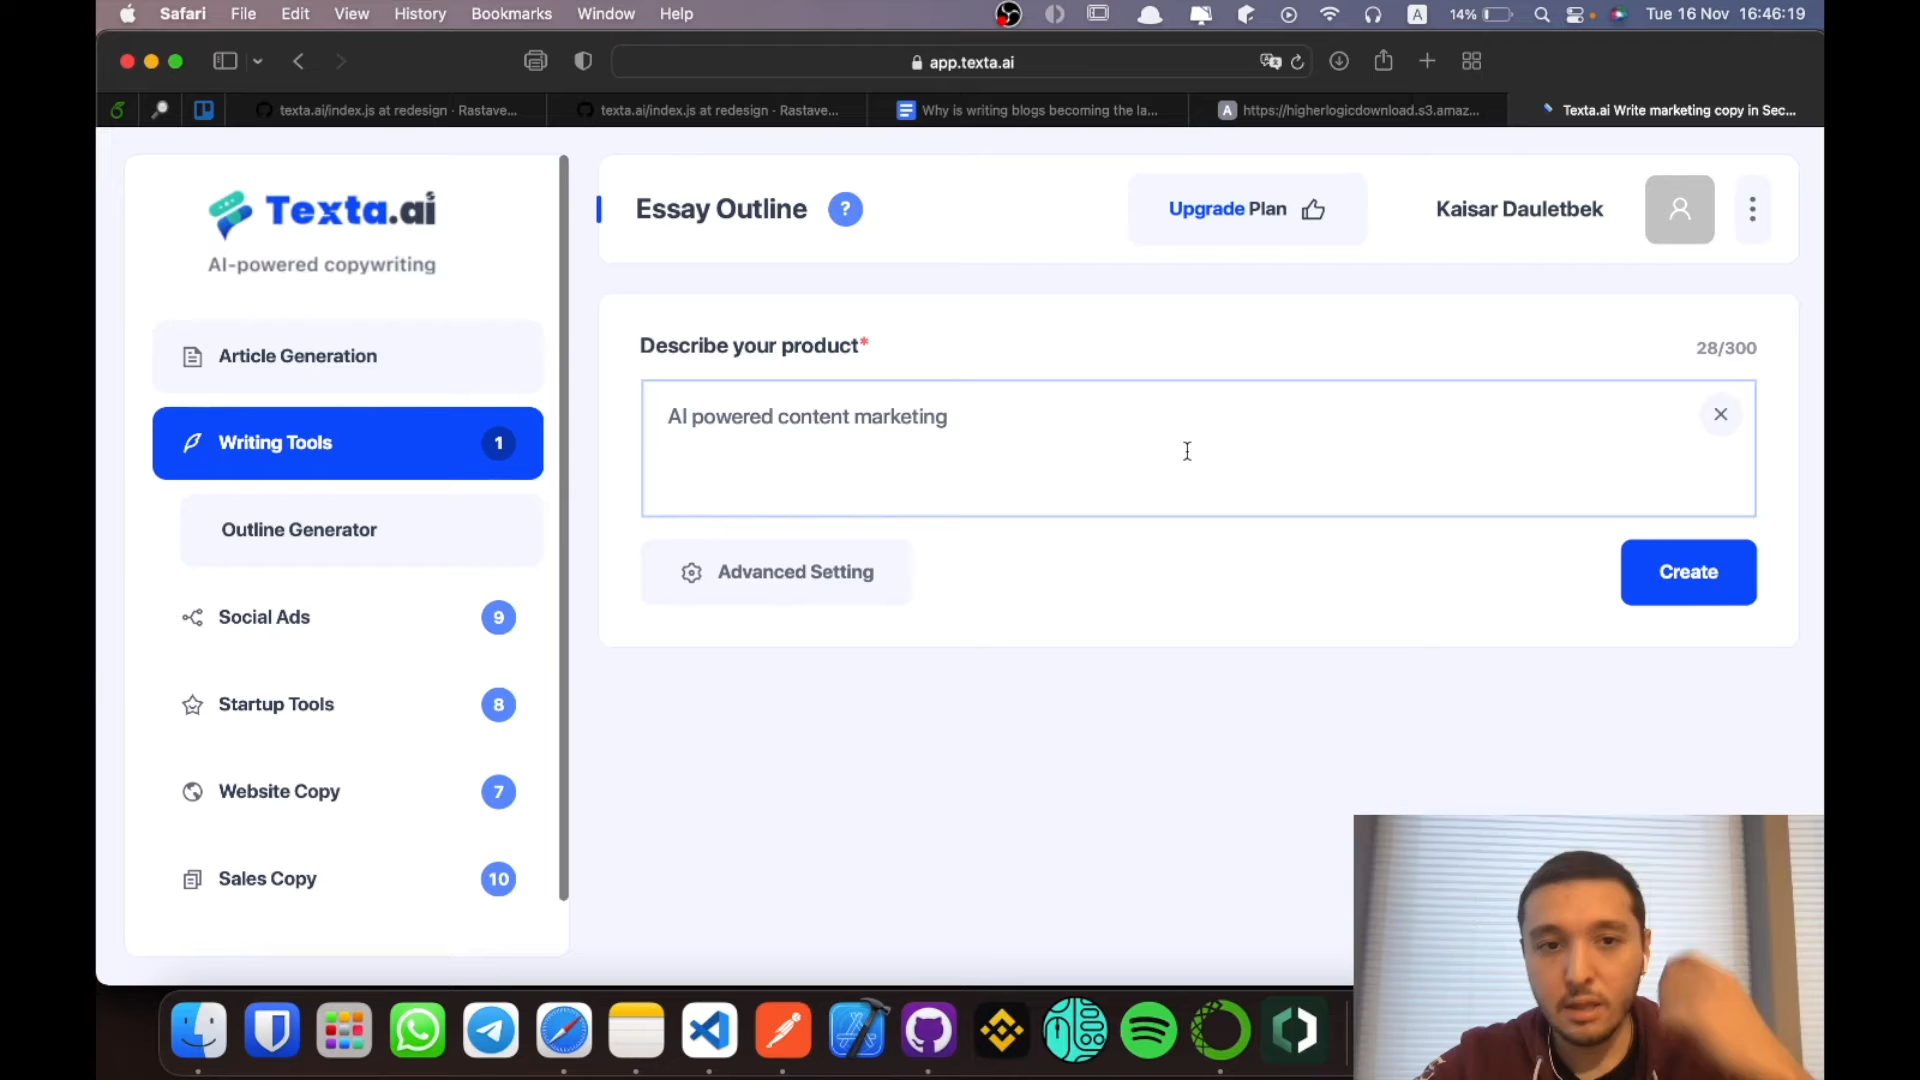 Safari File Edit View History Bookmarks Window Help
A 14% Tue 16 Nov 16:46:19
app.texta.ai
texta.ai/index.js at redesign · Rastave...
texta.ai/index.js at redesign · Rastave...
Why is writing blogs becoming the la...
A https://higherlogicdownload.s3.amaz...
Texta.ai Write marketing copy in Sec...
Texta.ai
AI-powered copywriting
Article Generation
Writing Tools 1
Outline Generator
Social Ads 9
Startup Tools 8
Website Copy 7
Sales Copy 10
Essay Outline ?
Upgrade Plan
Kaisar Dauletbek
Describe your product*
28/300
AI powered content marketing
Advanced Setting
Create